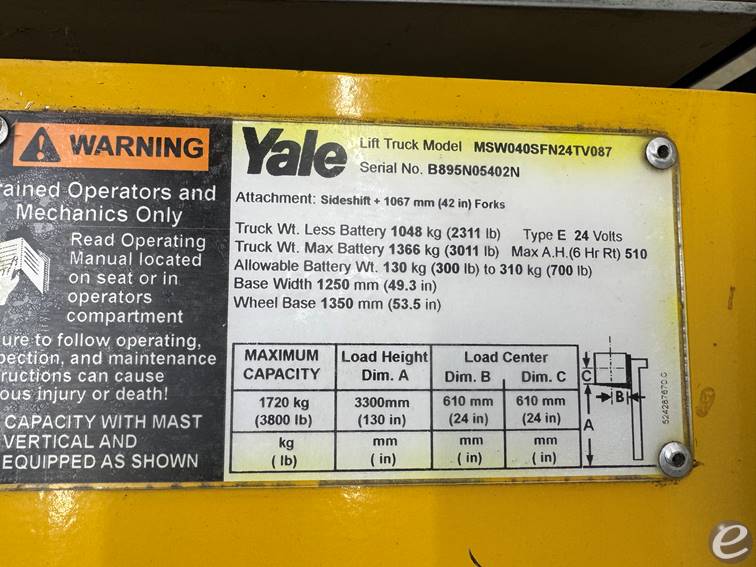 WARNING
rained Operators and
Mechanics Only
Read Operating
Manual located
on seat or in
operators
compartment
ure to follow operating,
pection, and maintenance
ructions can cause
ous injury or death!
CAPACITY WITH MAST
VERTICAL AND
EQUIPPED AS SHOWN
Yale Lift Truck Model MSW040SFN24TV087
Serial No. B895N05402N
Attachment: Sideshift + 1067 mm (42 in) Forks
Truck Wt. Less Battery 1048 kg (2311 lb) Type E 24 Volts
Truck Wt. Max Battery 1366 kg (3011 lb) Max A.H.(6 Hr Rt) 510
Allowable Battery Wt. 130 kg (300 lb) to 310 kg (700 lb)
Base Width 1250 mm (49.3 in)
Wheel Base 1350 mm (53.5 in)
MAXIMUM Load Height Load Center
CAPACITY Dim. A Dim. B Dim. C
1720 kg 3300mm 610 mm 610 mm
(3800 lb) (130 in) (24 in) (24 in)
kg mm mm mm
( lb) ( in) ( in) ( in)
C
B
A
524267670 C
e